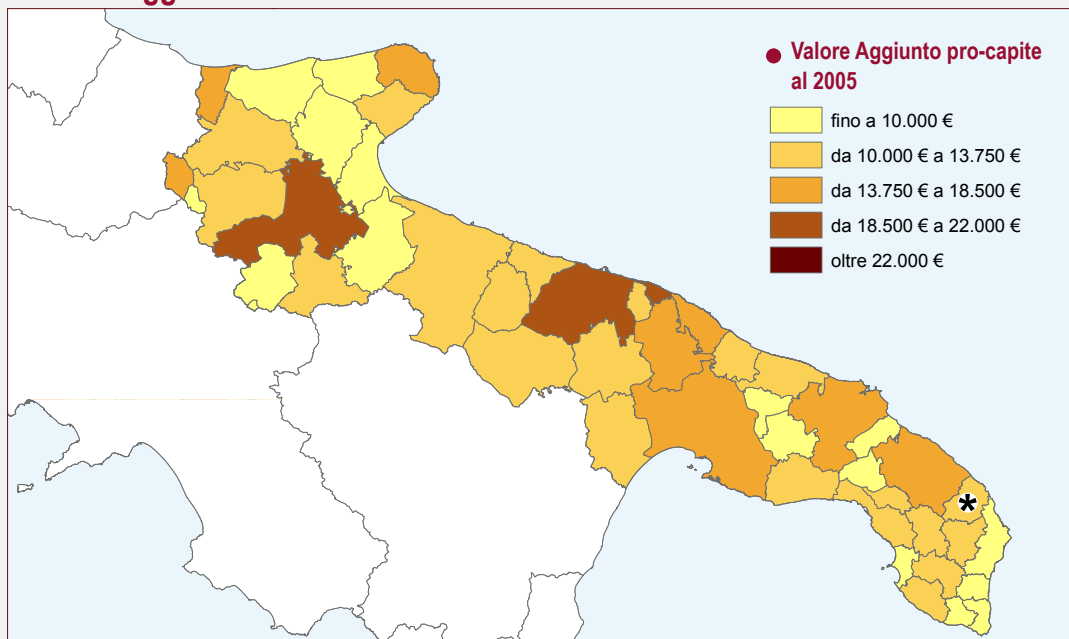 Valore Aggiunto pro-capite
al 2005
fino a 10.000 €
da 10.000 € a 13.750 €
da 13.750 € a 18.500 €
da 18.500 € a 22.000 €
oltre 22.000 €
*